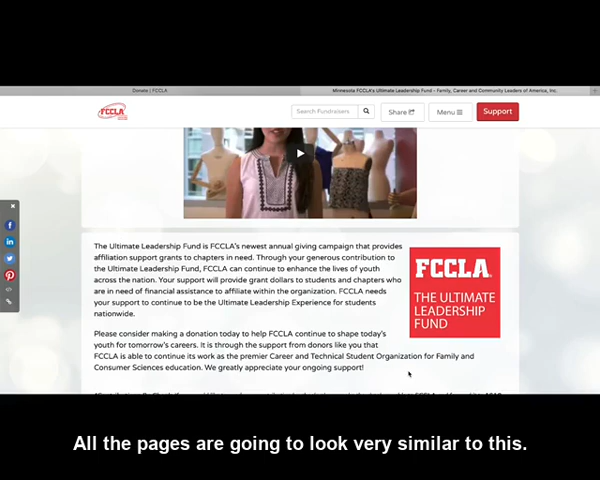 Donate | FCCLA
Minnesota FCCLA's Ultimate Leadership Fund - Family, Career and Community Leaders of America, Inc.
FCCLA
Search Fundraisers
Share
Menu
Support
The Ultimate Leadership Fund is FCCLA's newest annual giving campaign that provides
affiliation support grants to chapters in need. Through your generous contribution to
the Ultimate Leadership Fund, FCCLA can continue to enhance the lives of youth
across the nation. Your support will provide grant dollars to students and chapters who
are in need of financial assistance to affiliate within the organization. FCCLA needs
your support to continue to be the Ultimate Leadership Experience for students
nationwide.
FCCLA
THE ULTIMATE
LEADERSHIP
FUND
Please consider making a donation today to help FCCLA continue to shape today's
youth for tomorrow's careers. It is through the support from donors like you that
FCCLA is able to continue its work as the premier Career and Technical Student Organization for Family and
Consumer Sciences education. We greatly appreciate your ongoing support!
All the pages are going to look very similar to this.